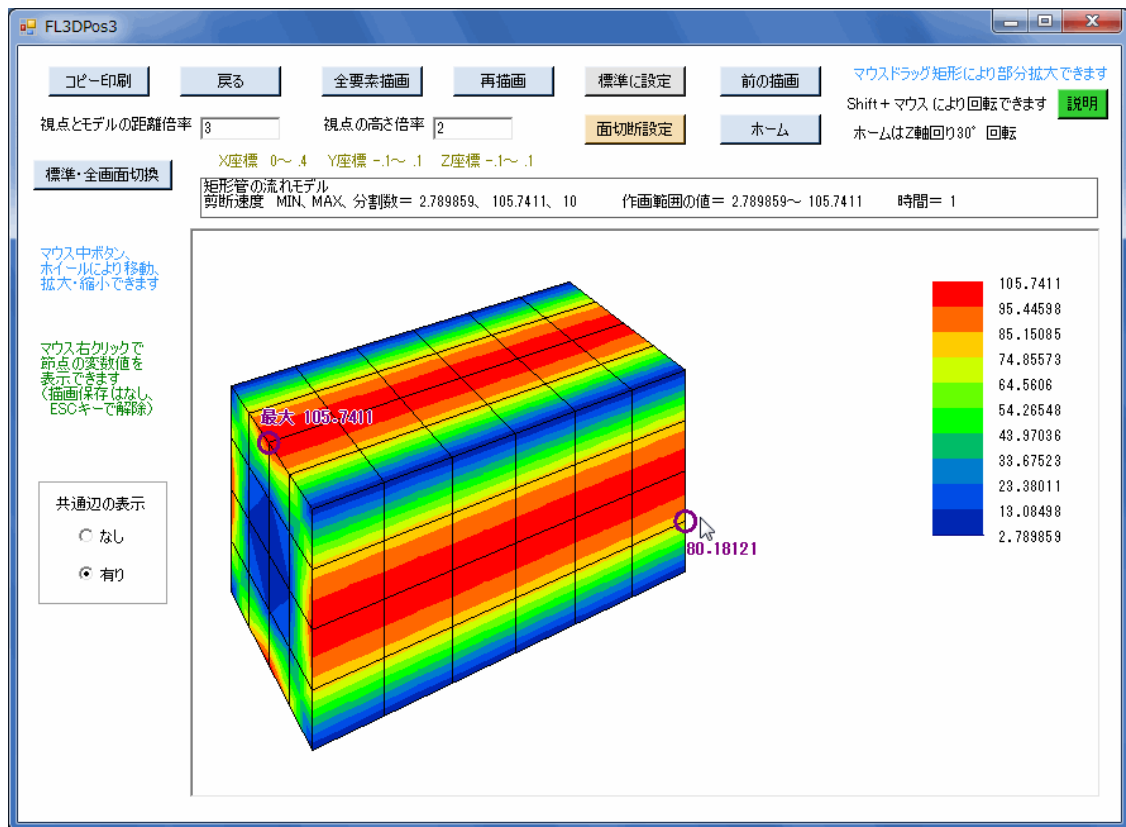 FL3DPos3
コピー印刷 戻る 全要素描画 再描画 標準に設定 前の描画 マウスドラッグ矩形により部分拡大できます
Shift+マウスにより回転できます 説明
視点とモデルの距離倍率 3 視点の高さ倍率 2 面切断設定 ホーム ホームはZ軸回り30° 回転
標準・全画面切換 X座標 0～ .4 Y座標 -.1～ .1 Z座標 -.1～ .1
矩形管の流れモデル
剪断速度 MIN、MAX、分割数= 2.789859、 105.7411、 10 作画範囲の値= 2.789859～ 105.7411 時間= 1
マウス中ボタン、
ホイールにより移動、
拡大・縮小できます
マウス右クリックで
節点の変数値を
表示できます
(描画保存はなし、
ESCキーで解除)
共通辺の表示
なし
有り
最大 105.7411
80.18121
105.7411
95.44598
85.15085
74.85573
64.5606
54.26548
43.97036
33.67523
23.38011
13.08498
2.789859